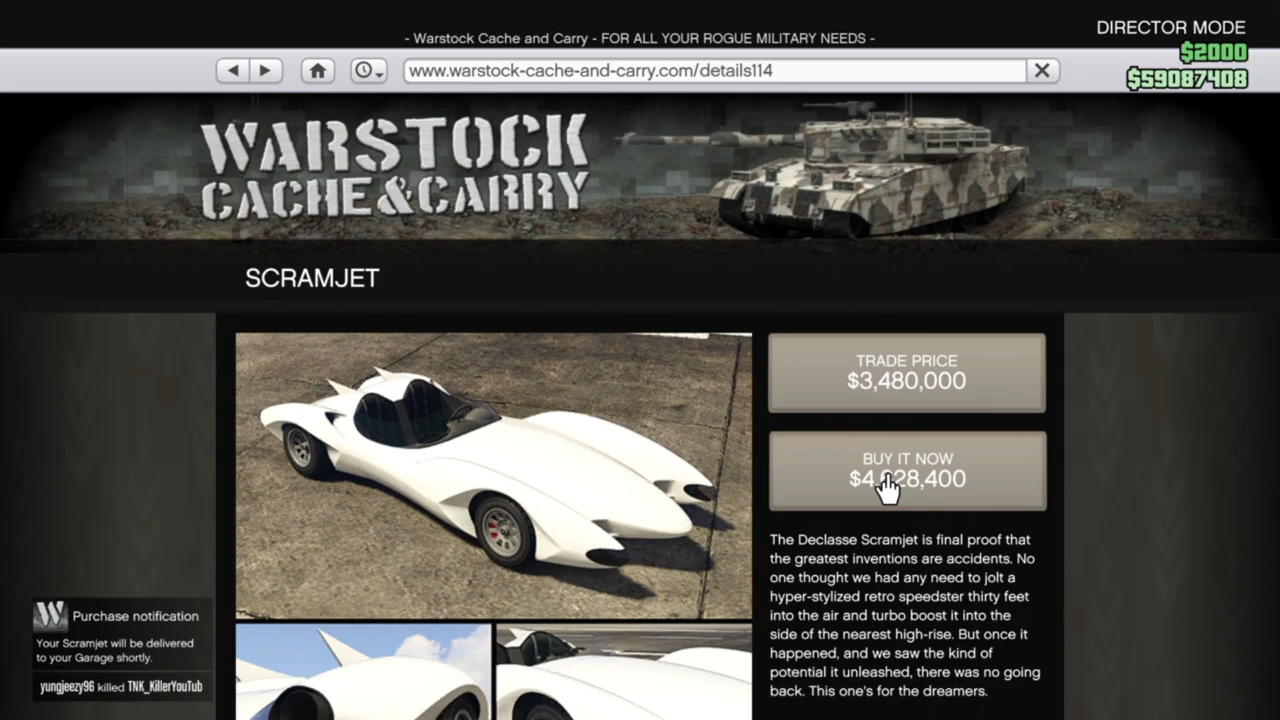 - Warstock Cache and Carry - FOR ALL YOUR ROGUE MILITARY NEEDS -
DIRECTOR MODE
$2000
$59087408
www.warstock-cache-and-carry.com/details114
WARSTOCK
CACHE&CARRY
SCRAMJET
TRADE PRICE
$3,480,000
BUY IT NOW
The Declasse Scramjet is final proof that
the greatest inventions are accidents. No
one thought we had any need to jolt a
hyper-stylized retro speedster thirty feet
into the air and turbo boost it into the
side of the nearest high-rise. But once it
happened, and we saw the kind of
potential it unleashed, there was no going
back. This one's for the dreamers.
W
Purchase notification
Your Scramjet will be delivered
to your Garage shortly.
yungjeezy96 killed TNK_KillerYouTub